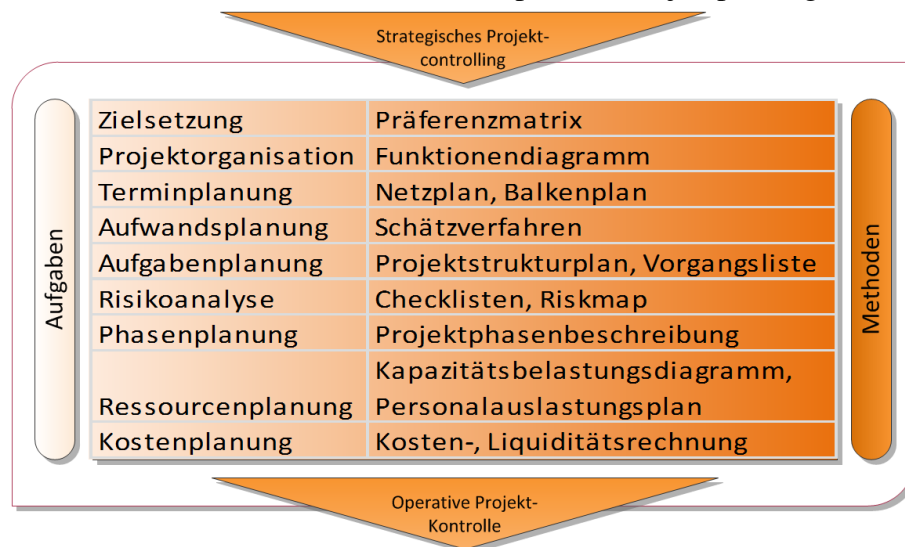 Strategisches Projekt-
controlling
Aufgaben
Zielsetzung Präferenzmatrix
Projektorganisation Funktionendiagramm
Terminplanung Netzplan, Balkenplan
Aufwandsplanung Schätzverfahren
Aufgabenplanung Projektstrukturplan, Vorgangsliste
Risikoanalyse Checklisten, Riskmap
Phasenplanung Projektphasenbeschreibung
Kapazitätsbelastungsdiagramm,
Ressourcenplanung Personalauslastungsplan
Kostenplanung Kosten-, Liquiditätsrechnung
Methoden
Operative Projekt-
Kontrolle